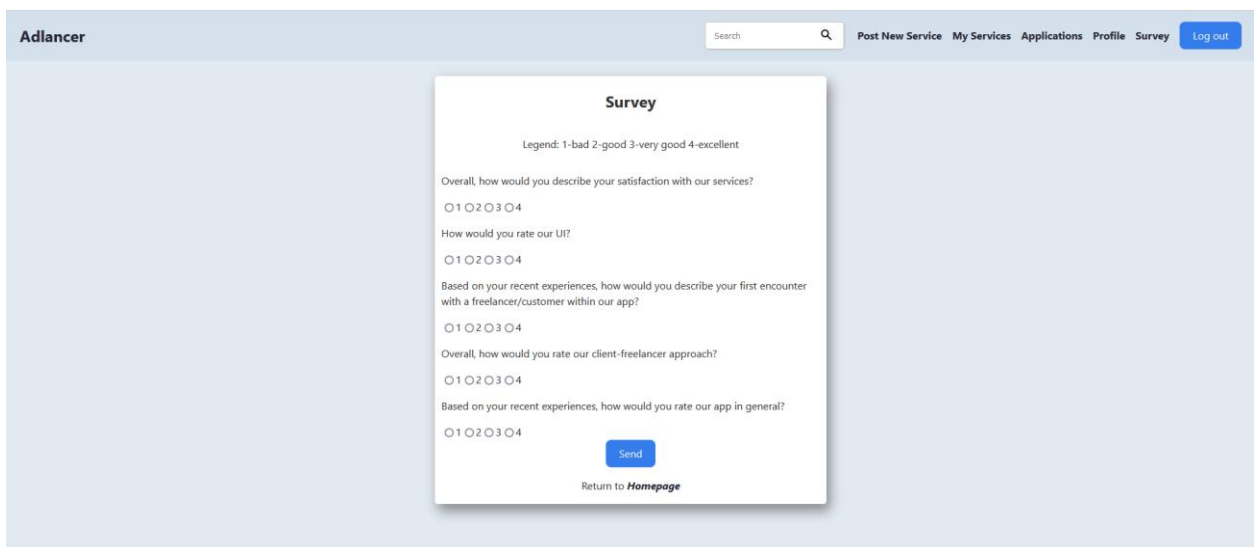 Adlancer
Search
Post New Service My Services Applications Profile Survey Log out
Survey
Legend: 1-bad 2-good 3-very good 4-excellent
Overall, how would you describe your satisfaction with our services?
1 2 3 4
How would you rate our UI?
1 2 3 4
Based on your recent experiences, how would you describe your first encounter
with a freelancer/customer within our app?
1 2 3 4
Overall, how would you rate our client-freelancer approach?
1 2 3 4
Based on your recent experiences, how would you rate our app in general?
1 2 3 4
Send
Return to Homepage